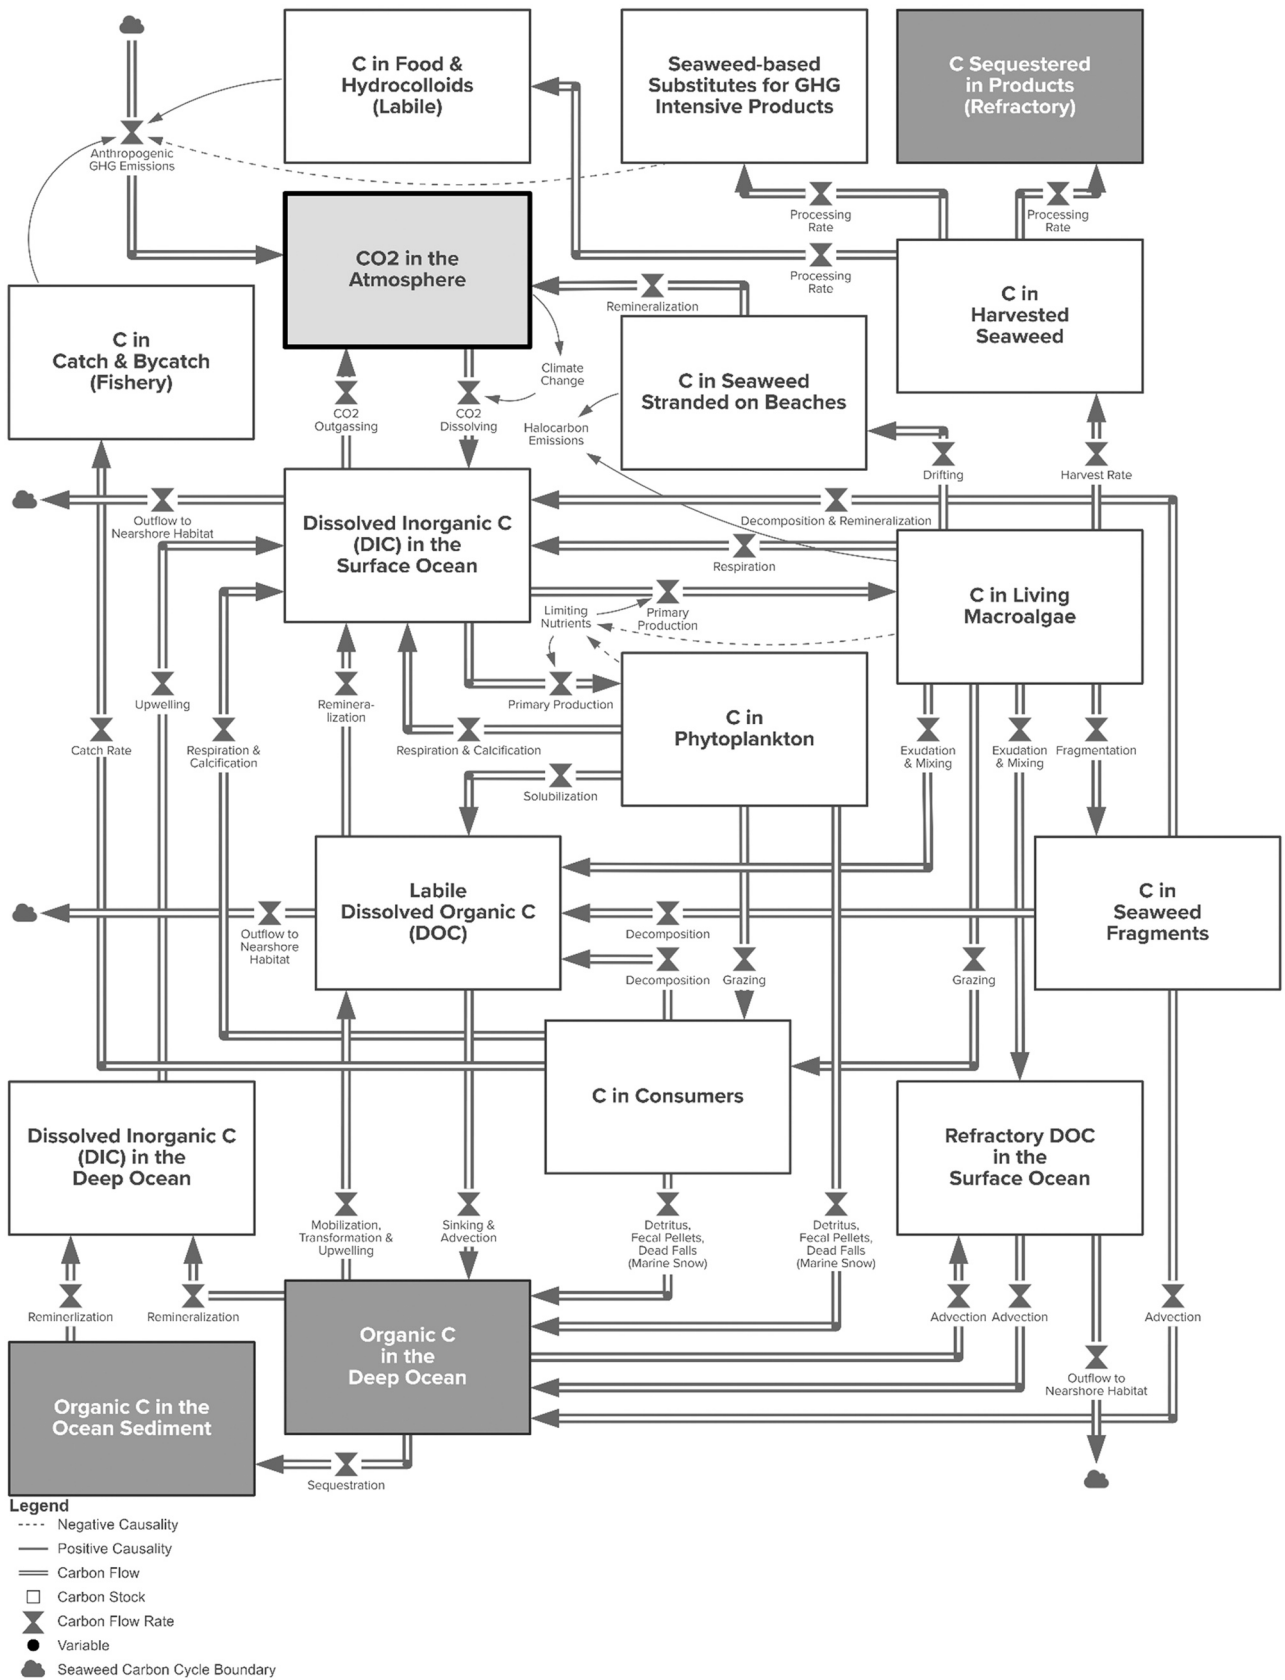 C in Food &
Hydrocolloids
(Labile)
Seaweed-based
Substitutes for GHG
Intensive Products
C Sequestered
in Products
(Refractory)
Anthropogenic
GHG Emissions
Processing
Rate
Processing
Rate
Processing
Rate
CO2 in the
Atmosphere
C in
Harvested
Seaweed
Remineralization
C in
Catch & Bycatch
(Fishery)
Climate
Change
C in Seaweed
Stranded on Beaches
CO2
Outgassing
CO2
Dissolving
Halocarbon
Emissions
Drifting
Harvest Rate
Outflow to
Nearshore Habitat
Dissolved Inorganic C
(DIC) in the
Surface Ocean
Decomposition & Remineralization
Respiration
C in Living
Macroalgae
Limiting
Nutrients
Primary
Production
Upwelling
Reminera-
lization
Primary Production
C in
Phytoplankton
Catch Rate
Respiration &
Calcification
Respiration & Calcification
Exudation
& Mixing
Exudation
& Mixing
Fragmentation
Solubilization
Labile
Dissolved Organic C
(DOC)
C in
Seaweed
Fragments
Outflow to
Nearshore
Habitat
Decomposition
Decomposition
Grazing
Grazing
C in Consumers
Dissolved Inorganic C
(DIC) in the
Deep Ocean
Refractory DOC
in the
Surface Ocean
Mobilization,
Transformation &
Upwelling
Sinking &
Advection
Detritus,
Fecal Pellets,
Dead Falls
(Marine Snow)
Detritus,
Fecal Pellets,
Dead Falls
(Marine Snow)
Reminerlization
Remineralization
Advection
Advection
Advection
Organic C
in the
Deep Ocean
Outflow to
Nearshore Habitat
Organic C in the
Ocean Sediment
Sequestration
Legend
Negative Causality
Positive Causality
Carbon Flow
Carbon Stock
Carbon Flow Rate
Variable
Seaweed Carbon Cycle Boundary